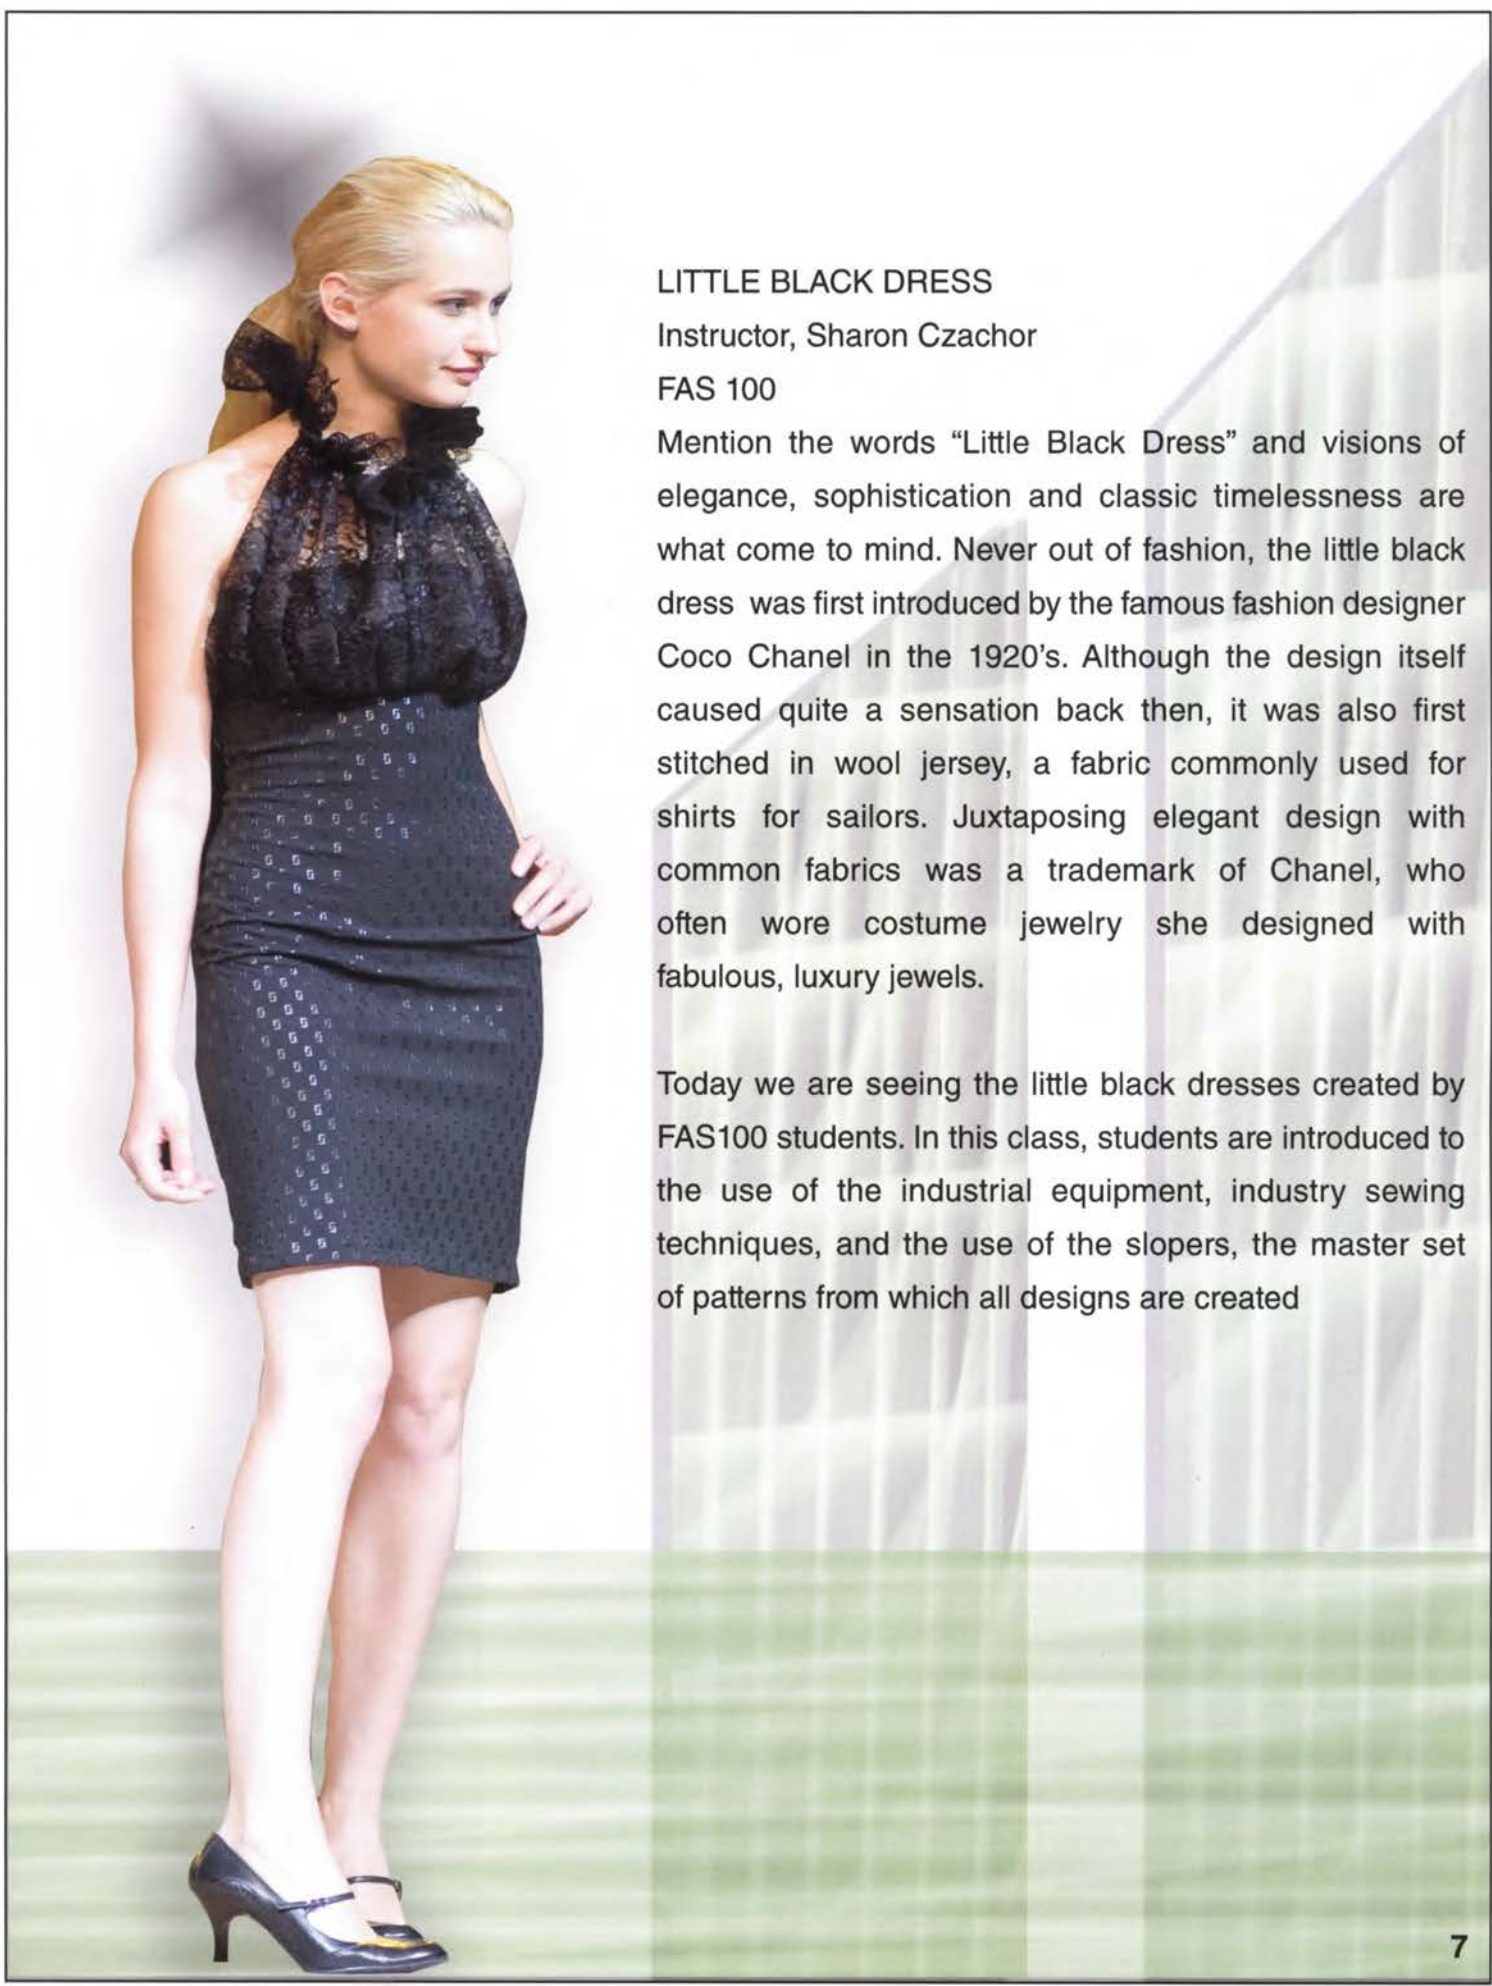 LITTLE BLACK DRESS
Instructor, Sharon Czachor
FAS 100
Mention the words “Little Black Dress” and visions of
elegance, sophistication and classic timelessness are
what come to mind. Never out of fashion, the little black
dress was first introduced by the famous fashion designer
Coco Chanel in the 1920’s. Although the design itself
caused quite a sensation back then, it was also first
stitched in wool jersey, a fabric commonly used for
shirts for sailors. Juxtaposing elegant design with
common fabrics was a trademark of Chanel, who
often wore costume jewelry she designed with
fabulous, luxury jewels.
Today we are seeing the little black dresses created by
FAS100 students. In this class, students are introduced to
the use of the industrial equipment, industry sewing
techniques, and the use of the slopers, the master set
of patterns from which all designs are created
7